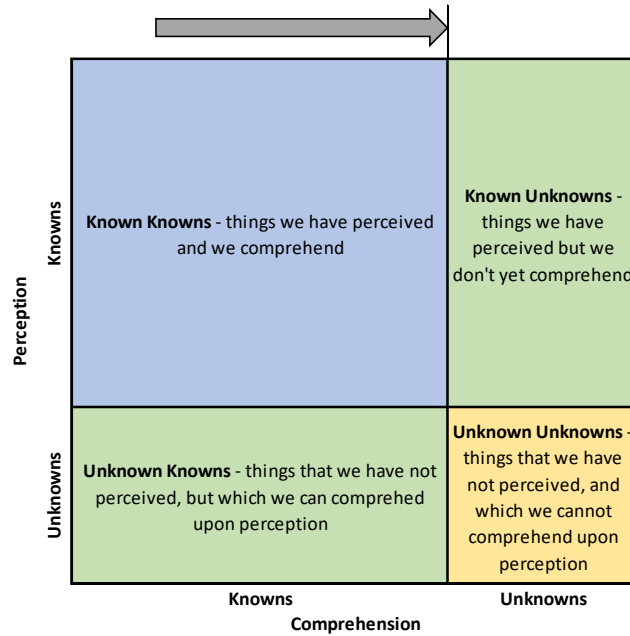 Perception
Knowns
Known Knowns - things we have perceived
and we comprehend
Known Unknowns -
things we have
perceived but we
don't yet comprehend
Unknowns
Unknown Knowns - things that we have not
perceived, but which we can comprehed
upon perception
Unknown Unknowns -
things that we have
not perceived, and
which we cannot
comprehend upon
perception
Knowns
Unknowns
Comprehension